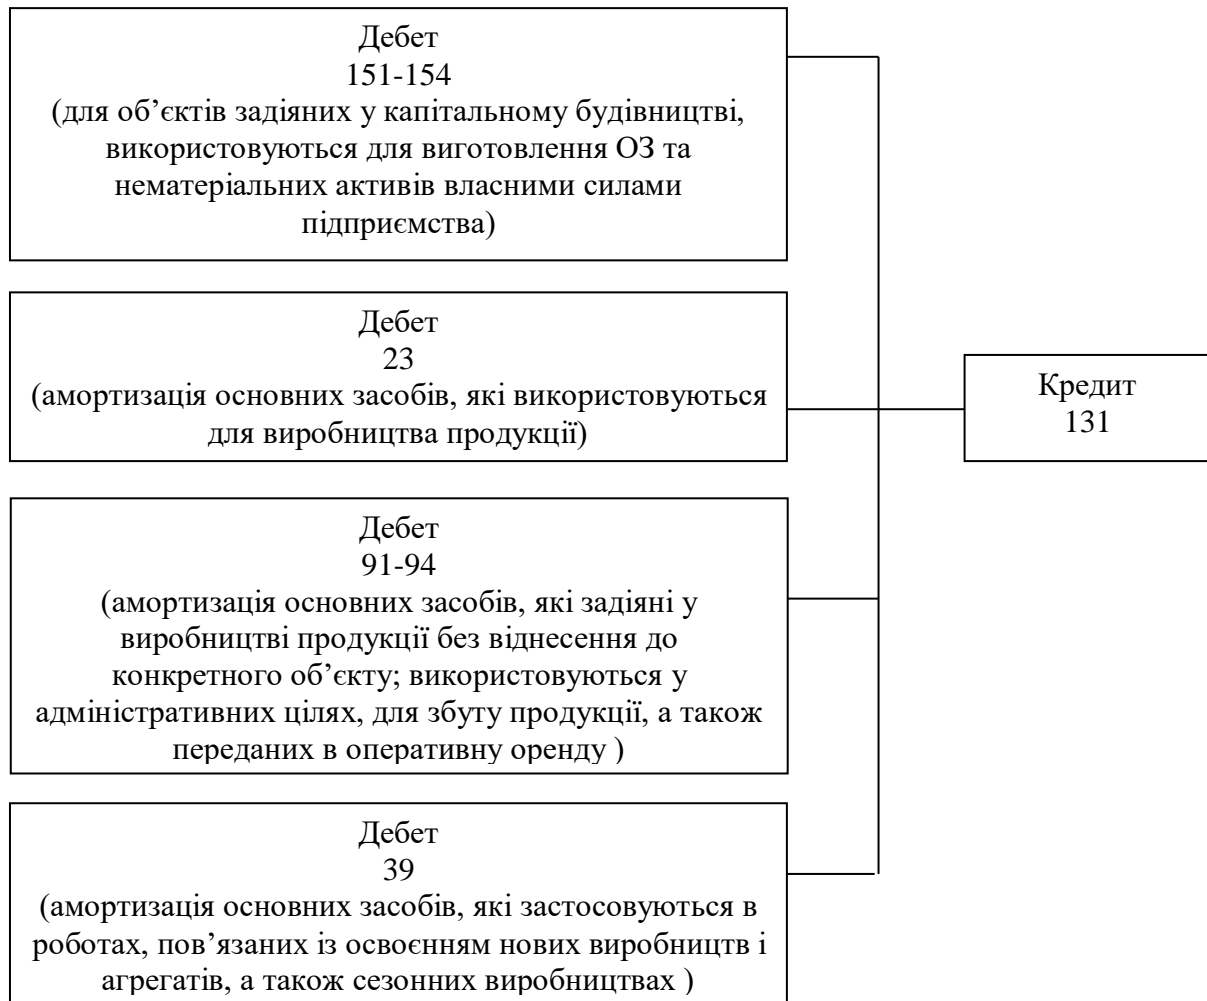 Дебет
151-154
(для об’єктів задіяних у капітальному будівництві,
використовуються для виготовлення ОЗ та
нематеріальних активів власними силами
підприємства)
Дебет
23
(амортизація основних засобів, які використовуються
для виробництва продукції)
Кредит
131
Дебет
91-94
(амортизація основних засобів, які задіяні у
виробництві продукції без віднесення до
конкретного об’єкту; використовуються у
адміністративних цілях, для збуту продукції, а також
переданих в оперативну оренду )
Дебет
39
(амортизація основних засобів, які застосовуються в
роботах, пов’язаних із освоєнням нових виробництв і
агрегатів, а також сезонних виробництвах )